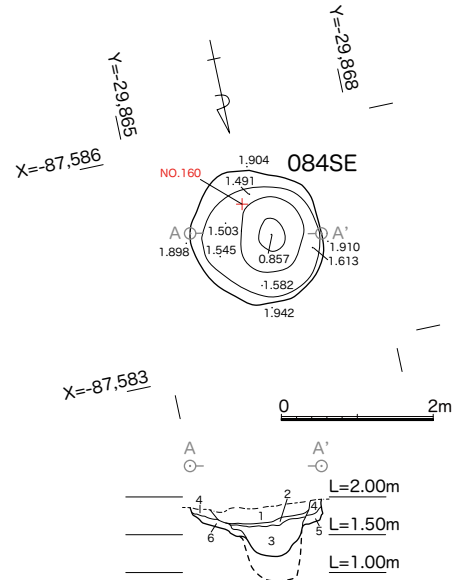 Y=-29,865
Y=-29,868
X=-87,586
NO.160
1.904
084SE
1.491
A
1.503
A'
1.898
1.545
0.857
1.910
1.613
1.582
1.942
X=-87,583
0
2m
A
A'
L=2.00m
4
2
4
1
L=1.50m
6
3
5
L=1.00m